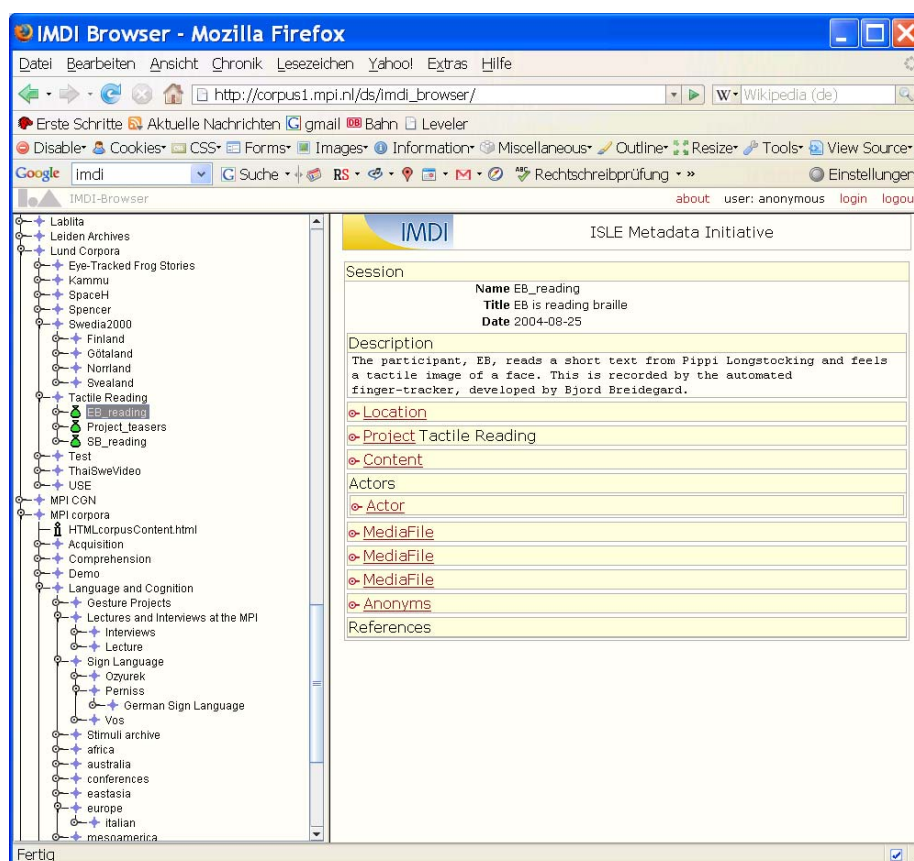 IMDI Browser - Mozilla Firefox
Datei Bearbeiten Ansicht Chronik Lesezeichen Yahoo! Extras Hilfe
http://corpus1.mpi.nl/ds/imdi_browser/ W Wikipedia (de)
Erste Schritte Aktuelle Nachrichten G gmail DB Bahn Leveler
Disable Cookies CSS Forms Images Information Miscellaneous Outline Resize Tools View Source
Google imdi G Suche RS M Rechtschreibprüfung » Einstellungen
IMDI-Browser about user: anonymous login logou
Lablita
Leiden Archives
Lund Corpora
Eye-Tracked Frog Stories
Kammu
SpaceH
Spencer
Swedia2000
Finland
Götaland
Norrland
Svealand
Tactile Reading
EB_reading
Project_teasers
SB_reading
Test
ThaiSweVideo
USE
MPI CGN
MPI corpora
HTMLcorpusContent.html
Acquisition
Comprehension
Demo
Language and Cognition
Gesture Projects
Lectures and Interviews at the MPI
Interviews
Lecture
Sign Language
Ozyurek
Perniss
German Sign Language
Vos
Stimuli archive
africa
australia
conferences
eastasia
europe
italian
mesoamerica
IMDI ISLE Metadata Initiative
Session
Name EB_reading
Title EB is reading braille
Date 2004-08-25
Description
The participant, EB, reads a short text from Pippi Longstocking and feels
a tactile image of a face. This is recorded by the automated
finger-tracker, developed by Bjord Breidegard.
Location
Project Tactile Reading
Content
Actors
Actor
MediaFile
MediaFile
MediaFile
Anonyms
References
Fertig